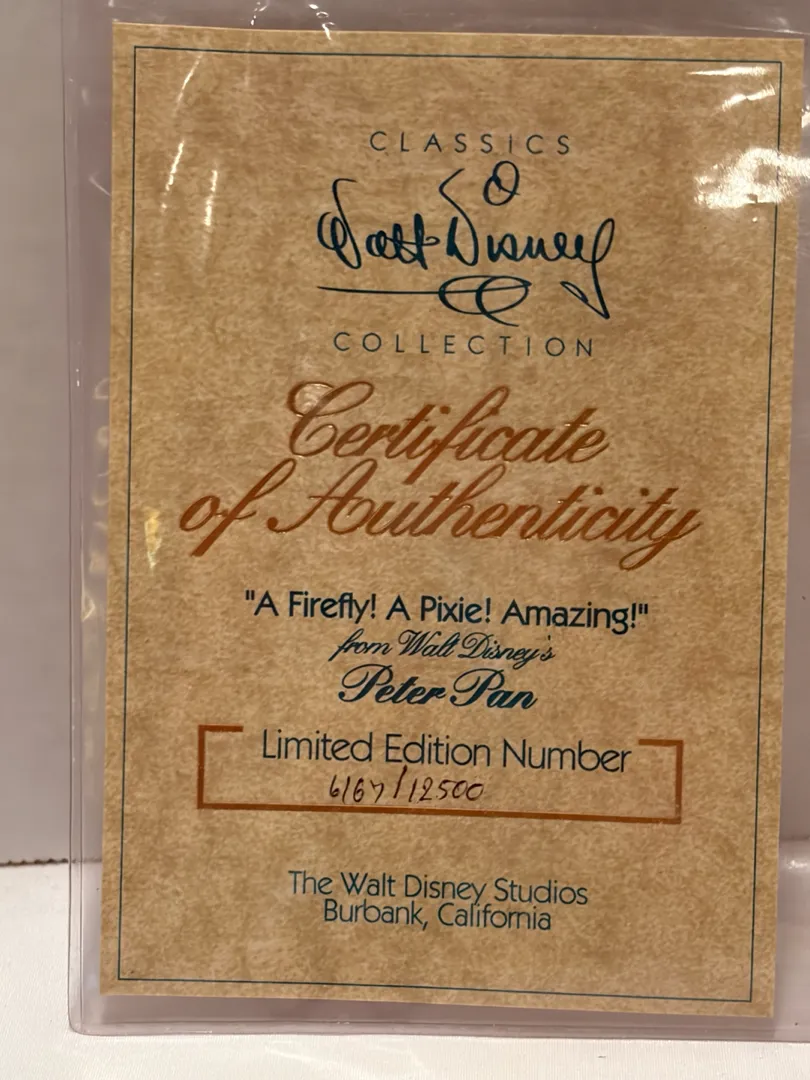 CLASSICS
Walt Disney
COLLECTION
Certificate
of Authenticity
"A Firefly! A Pixie! Amazing!"
from Walt Disney's
Peter Pan
Limited Edition Number
6167/12500
The Walt Disney Studios
Burbank, California